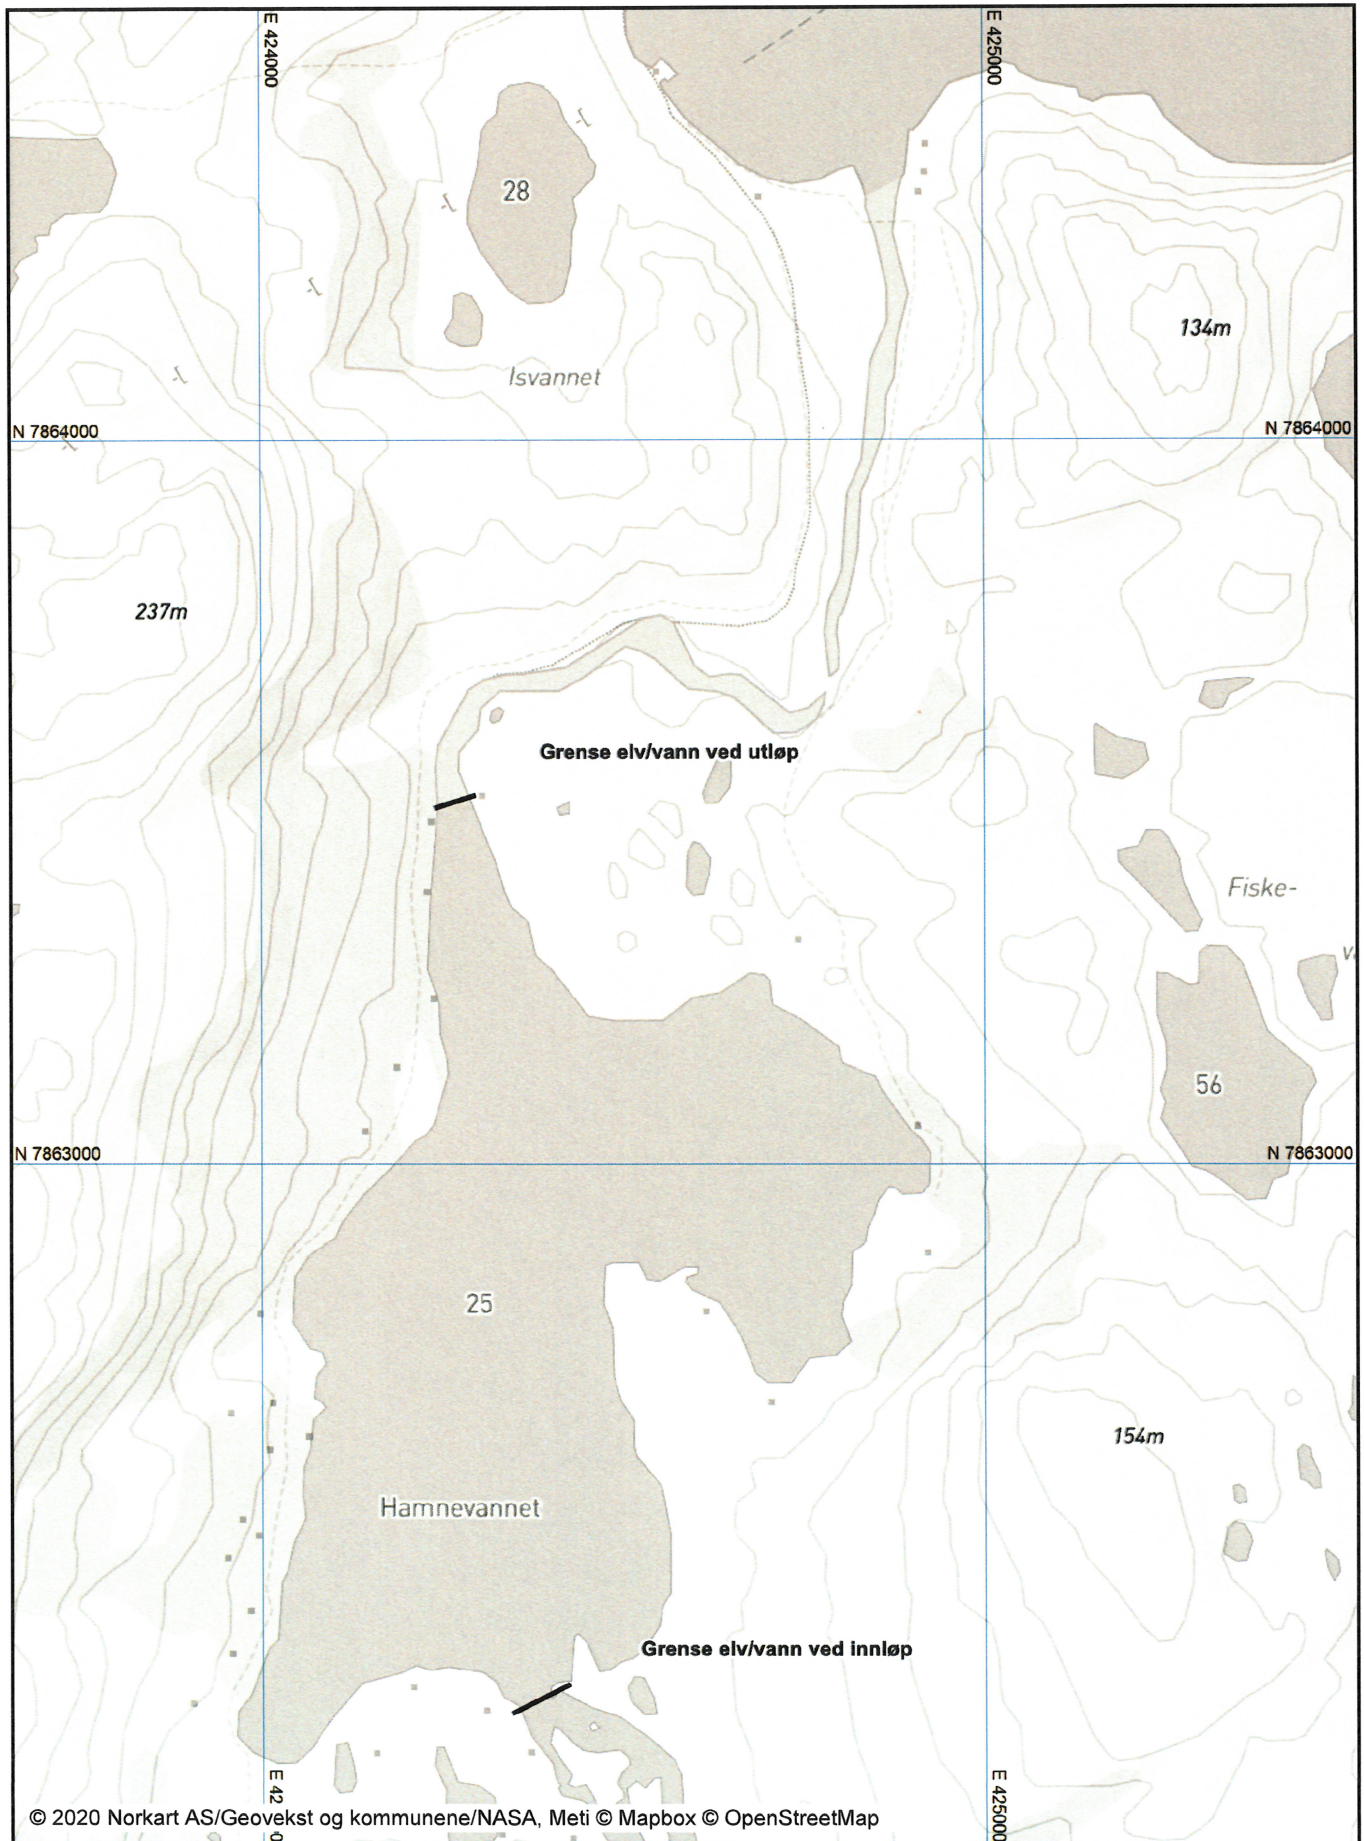 E 424000
E 425000
28
134m
Isvannet
N 7864000
N 7864000
237m
Grense elv/vann ved utløp
Fiske-
56
N 7863000
N 7863000
25
154m
Hamnevannet
Grense elv/vann ved innløp
E 42
E 425000
© 2020 Norkart AS/Geovekst og kommunene/NASA, Meti © Mapbox © OpenStreetMap